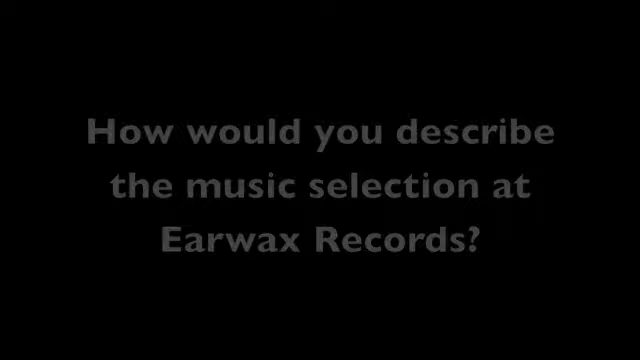 How would you describe
the music selection at
Earwax Records?